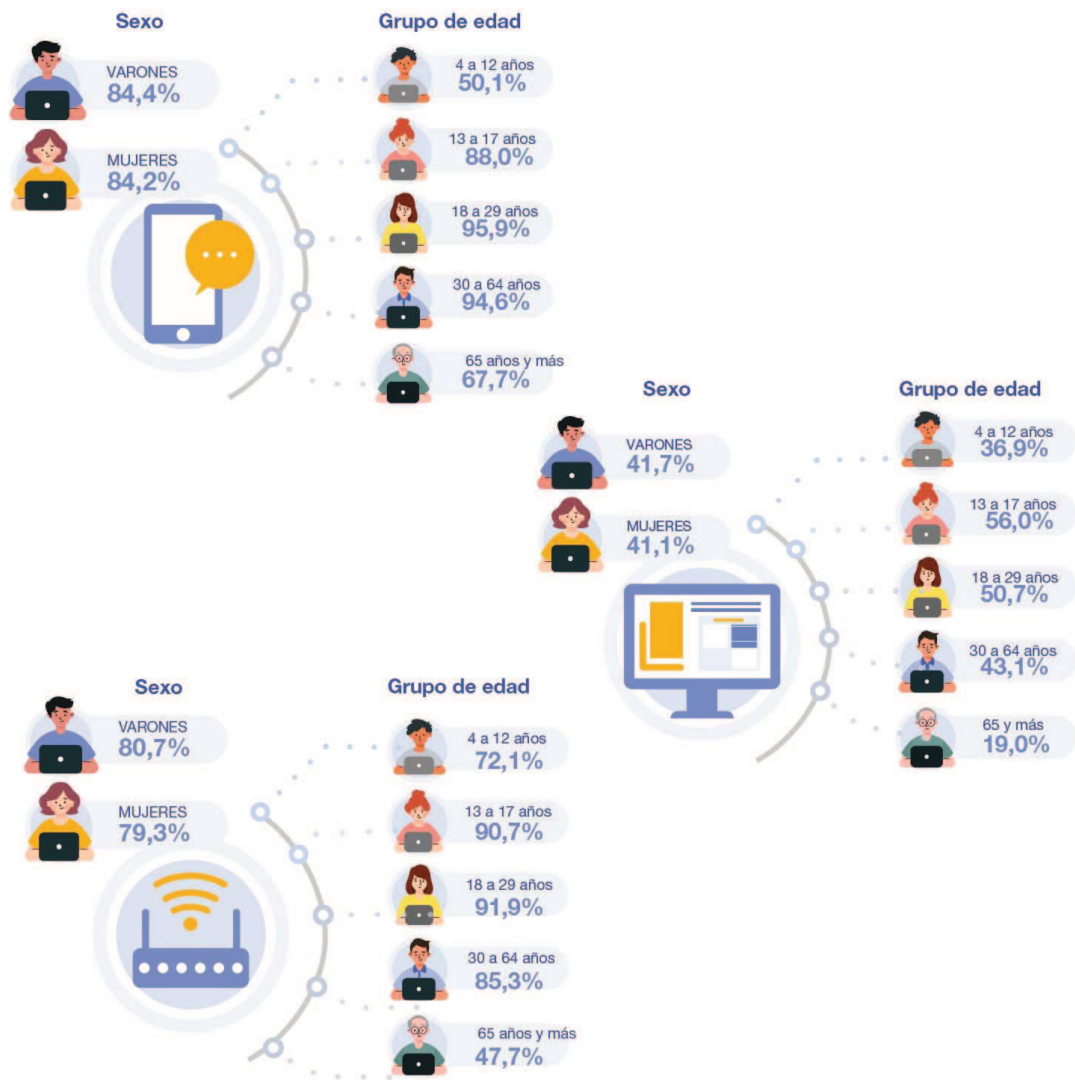 Sexo
VARONES
84,4%
MUJERES
84,2%
Grupo de edad
4 a 12 años
50,1%
13 a 17 años
88,0%
18 a 29 años
95,9%
30 a 64 años
94,6%
65 años y más
67,7%
Sexo
VARONES
41,7%
MUJERES
41,1%
Grupo de edad
4 a 12 años
36,9%
13 a 17 años
56,0%
18 a 29 años
50,7%
30 a 64 años
43,1%
65 y más
19,0%
Sexo
VARONES
80,7%
MUJERES
79,3%
Grupo de edad
4 a 12 años
72,1%
13 a 17 años
90,7%
18 a 29 años
91,9%
30 a 64 años
85,3%
65 años y más
47,7%